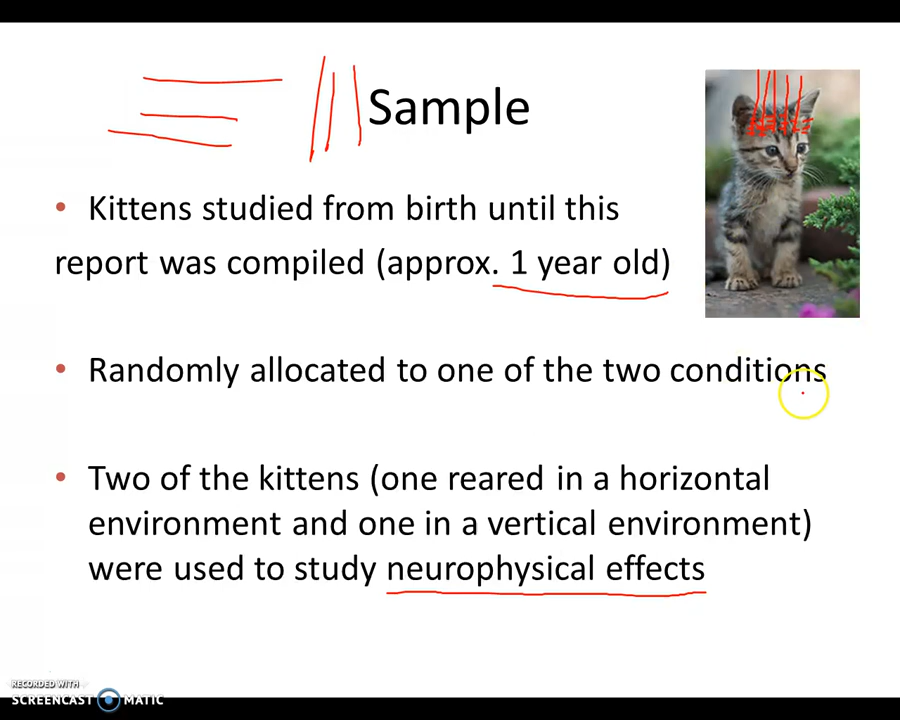 Sample
• Kittens studied from birth until this
report was compiled (approx. 1 year old)
• Randomly allocated to one of the two conditions
• Two of the kittens (one reared in a horizontal
environment and one in a vertical environment)
were used to study neurophysical effects
RECORDED WITH
SCREENCAST MATIC